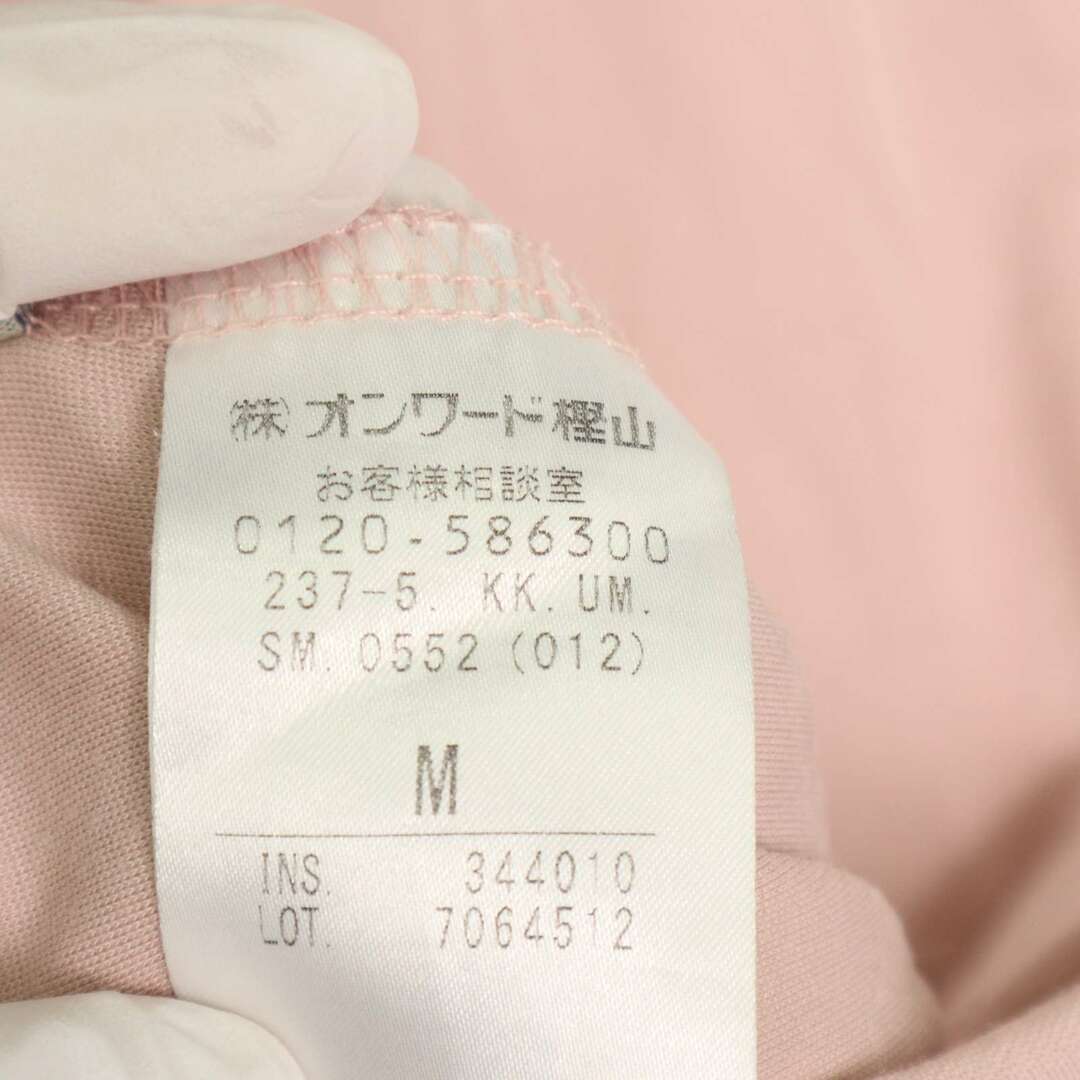 (株)オンワード樫山
お客様相談室
0120-586300
237-5. KK. UM.
SM. 0552 (012)
M
INS. 344010
LOT. 7064512